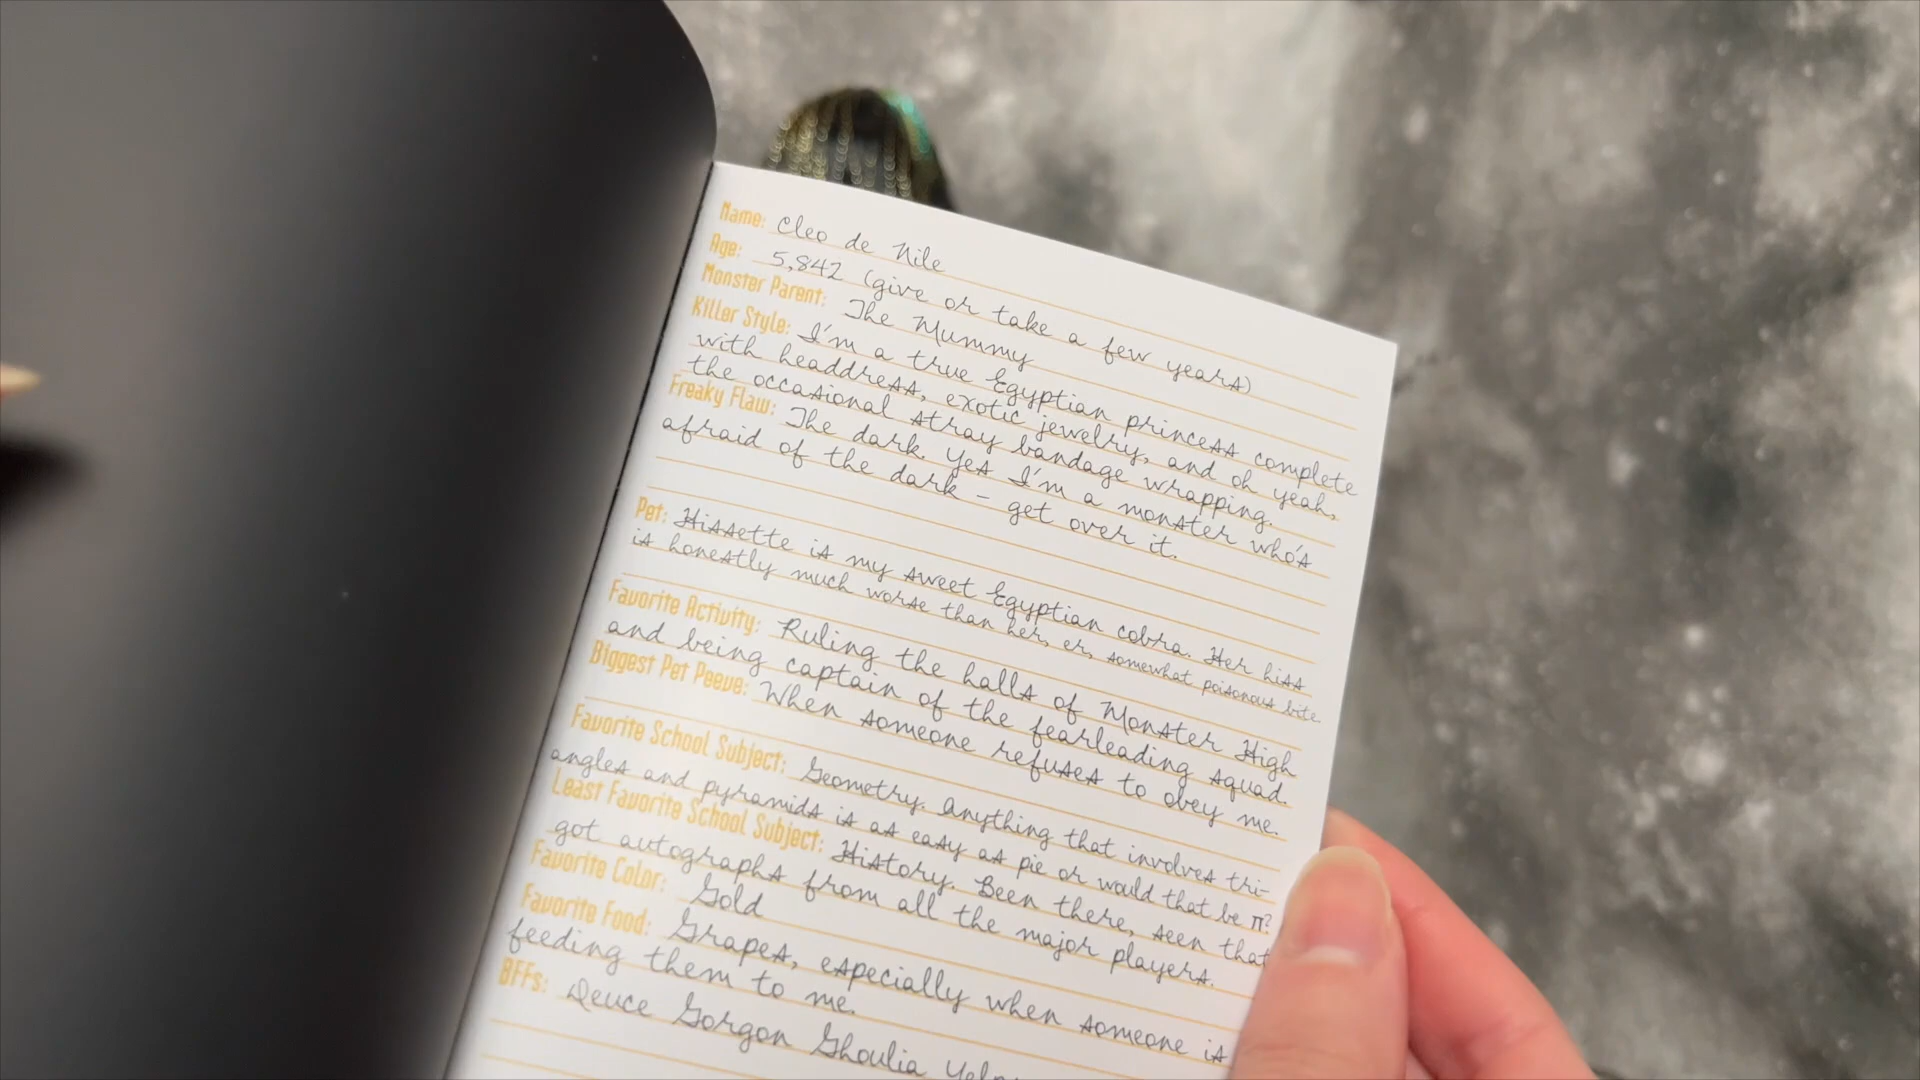 Name: Cleo de Nile
Age: 5,842 (give or take a few years)
Monster Parent: The Mummy
Killer Style: I'm a true Egyptian princess complete
with headdress, exotic jewelry, and oh yeah,
the occasional stray bandage wrapping.
Freaky Flaw: The dark. Yes I'm a monster who's
afraid of the dark - get over it.
Pet: Hissette is my sweet Egyptian cobra. Her hiss
is honestly much worse than her, er, somewhat poisonous bite
Favorite Activity: Ruling the halls of Monster High
and being captain of the fearleading squad.
Biggest Pet Peeve: When someone refuses to obey me.
Favorite School Subject: Geometry. Anything that involves tri-
angles and pyramids is as easy as pie or would that be π?
Least Favorite School Subject: History. Been there, seen that
got autographs from all the major players.
Favorite Color: Gold
Favorite Food: Grapes, especially when someone is
feeding them to me.
BFFs: Deuce Gorgon Ghoulia